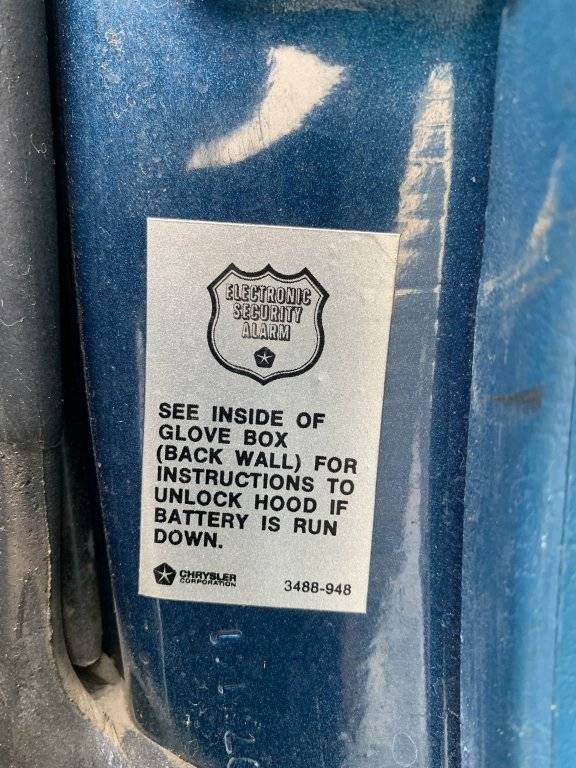 ELECTRONIC
SECURITY
ALARM
SEE INSIDE OF
GLOVE BOX
(BACK WALL) FOR
INSTRUCTIONS TO
UNLOCK HOOD IF
BATTERY IS RUN
DOWN.
CHRYSLER
CORPORATION
3488-948